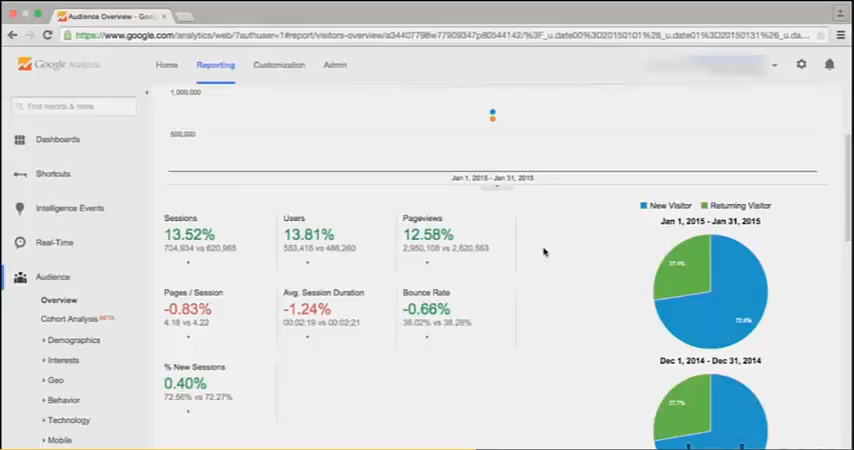 Audience Overview - Google
https://www.google.com/analytics/web/?authuser=1#report/visitors-overview/a34407798w77909347p80544142/%3F_u.date00%3D20150101%26_u.date01%3D20150131%26_u.da...
Google Analytics
Home Reporting Customization Admin
Find reports & more
Dashboards
Shortcuts
Intelligence Events
Real-Time
Audience
Overview
Cohort Analysis BETA
Demographics
Interests
Geo
Behavior
Technology
Mobile
1,000,000
500,000
Jan 1, 2015 - Jan 31, 2015
Sessions
13.52%
704,934 vs 620,965
Users
13.81%
553,416 vs 486,260
Pageviews
12.58%
2,950,108 vs 2,620,563
Pages / Session
-0.83%
4.18 vs 4.22
Avg. Session Duration
-1.24%
00:02:19 vs 00:02:21
Bounce Rate
-0.66%
38.02% vs 38.28%
% New Sessions
0.40%
72.56% vs 72.27%
New Visitor Returning Visitor
Jan 1, 2015 - Jan 31, 2015
27.4%
72.6%
Dec 1, 2014 - Dec 31, 2014
27.7%